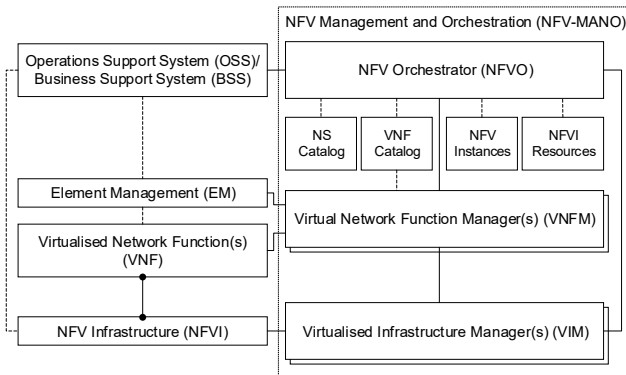 NFV Management and Orchestration (NFV-MANO)
Operations Support System (OSS)/
Business Support System (BSS)
NFV Orchestrator (NFVO)
NS
Catalog
VNF
Catalog
NFV
Instances
NFVI
Resources
Element Management (EM)
Virtual Network Function Manager(s) (VNFM)
Virtualised Network Function(s)
(VNF)
NFV Infrastructure (NFVI)
Virtualised Infrastructure Manager(s) (VIM)